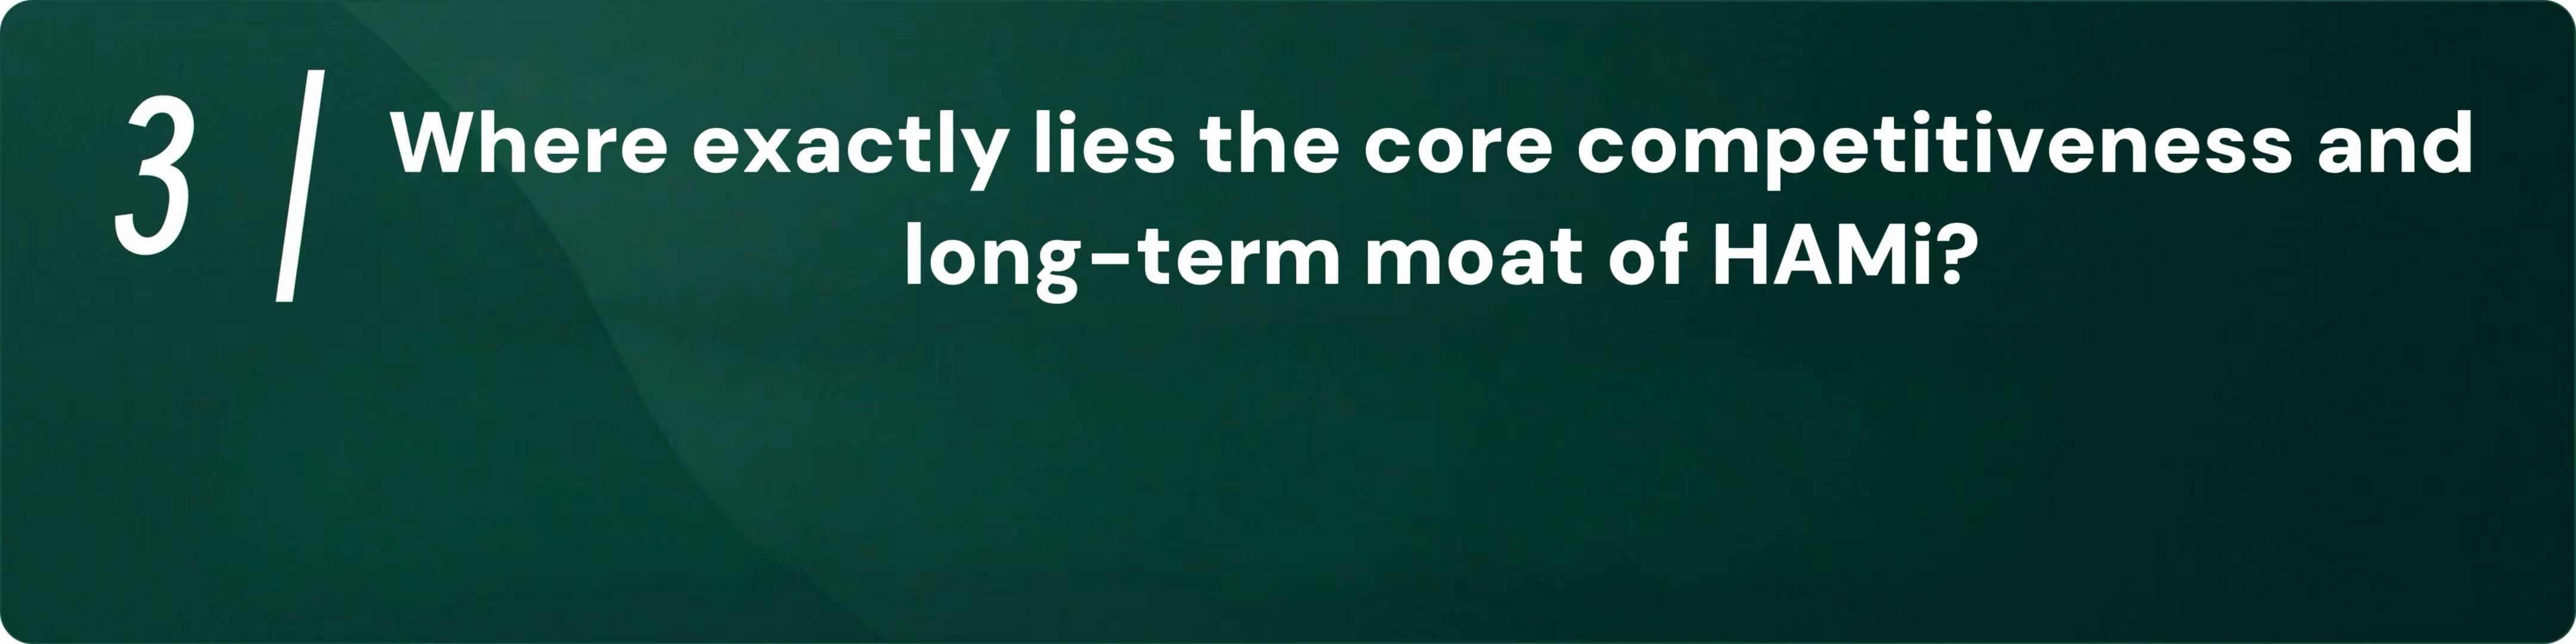 3 / Where exactly lies the core competitiveness and
long-term moat of HAMi?